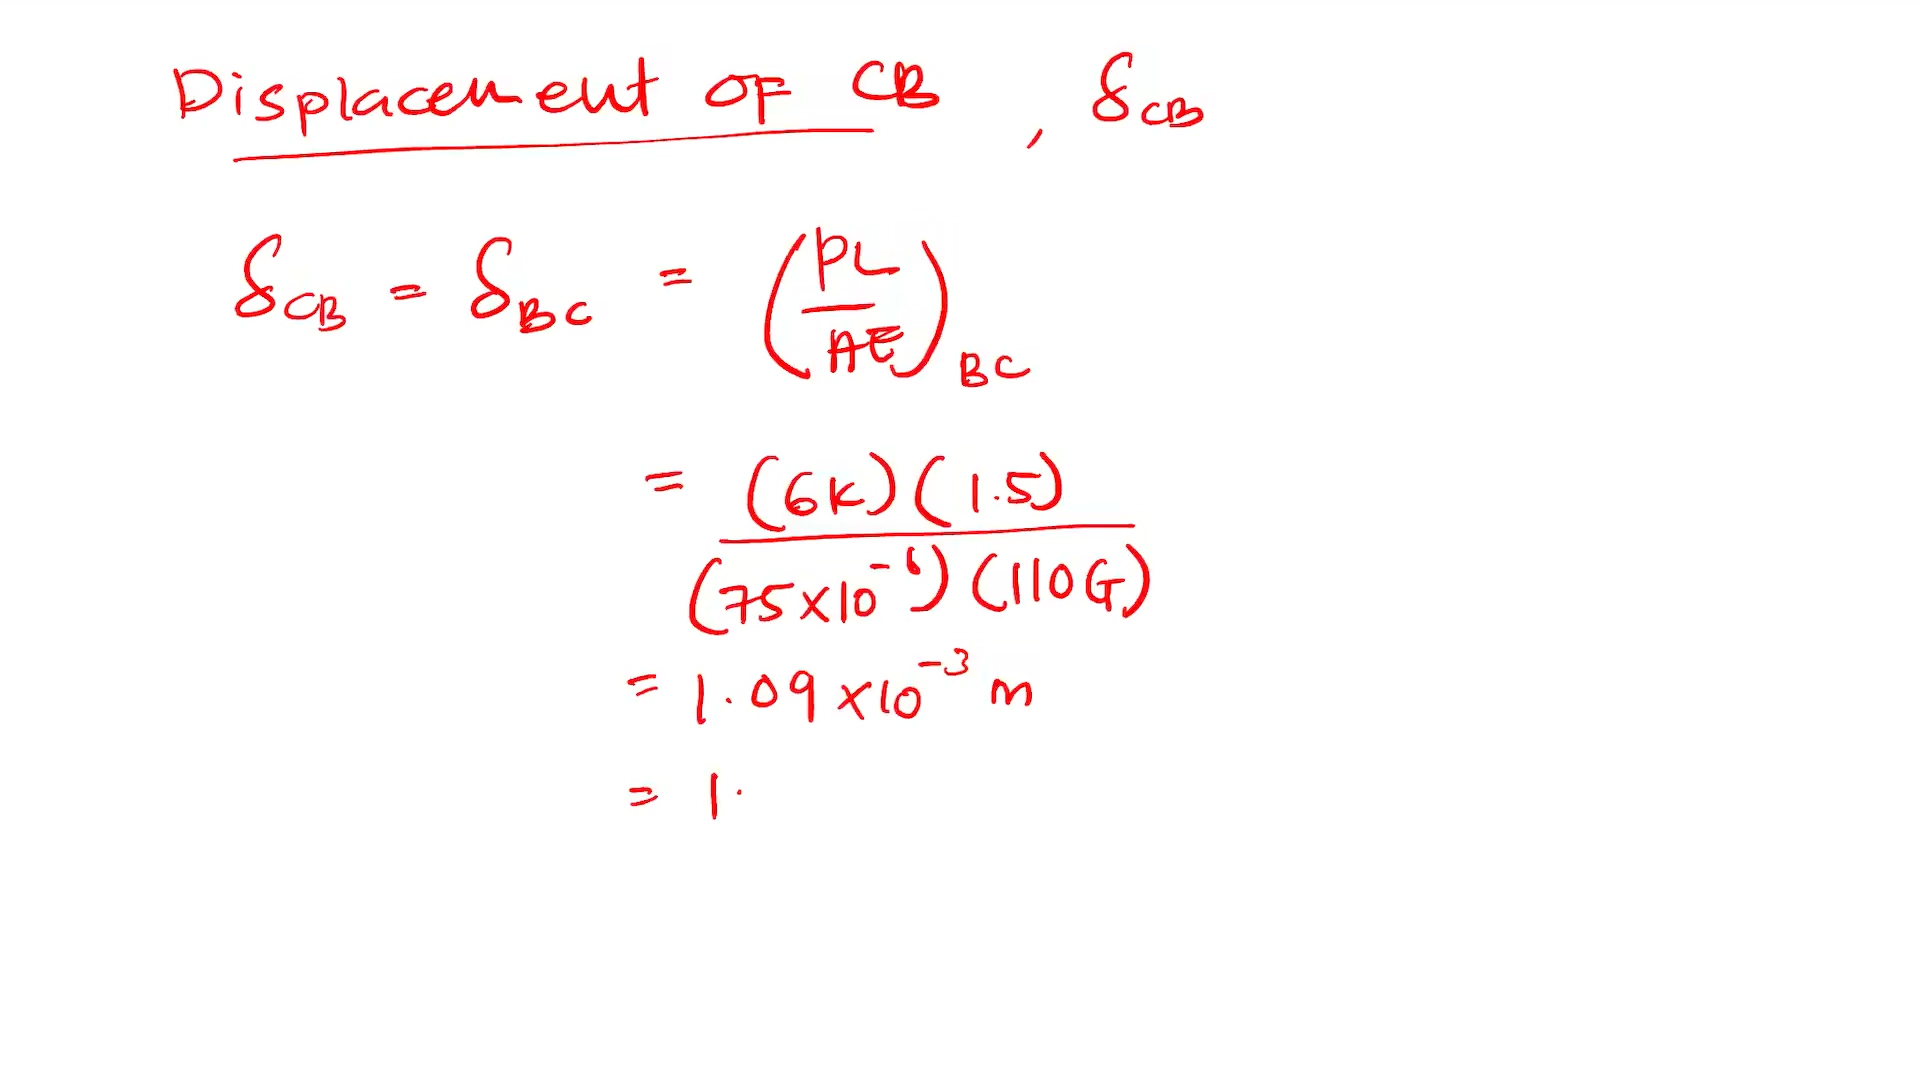 Displacement OF CB , δCB
δCB = δBC = (PL/AE)BC
= (6K)(1.5)
(75×10⁻⁶)(110G)
= 1.09×10⁻³ m
= 1.